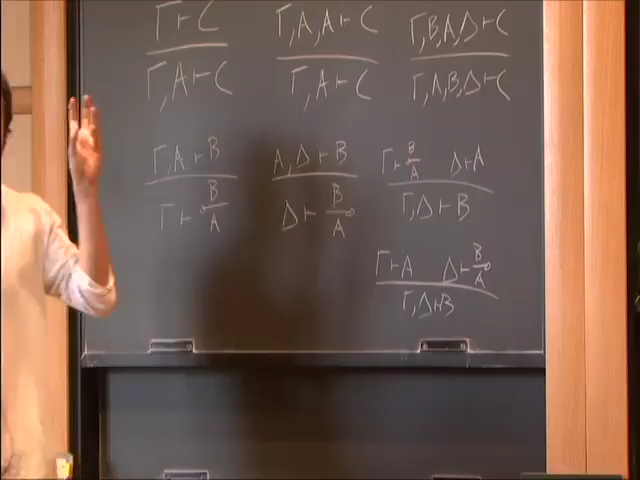 Γ⊢C    Γ,A,A⊢C    Γ,B,A,Δ⊢C
Γ,A⊢C    Γ,A⊢C    Γ,A,B,Δ⊢C
Γ,A⊢B    A,Δ⊢B    Γ⊢B/A    Δ⊢A
Γ⊢B/A    Δ⊢B/A    Γ,Δ⊢B
Γ⊢A    Δ⊢B/A
Γ,Δ⊢B